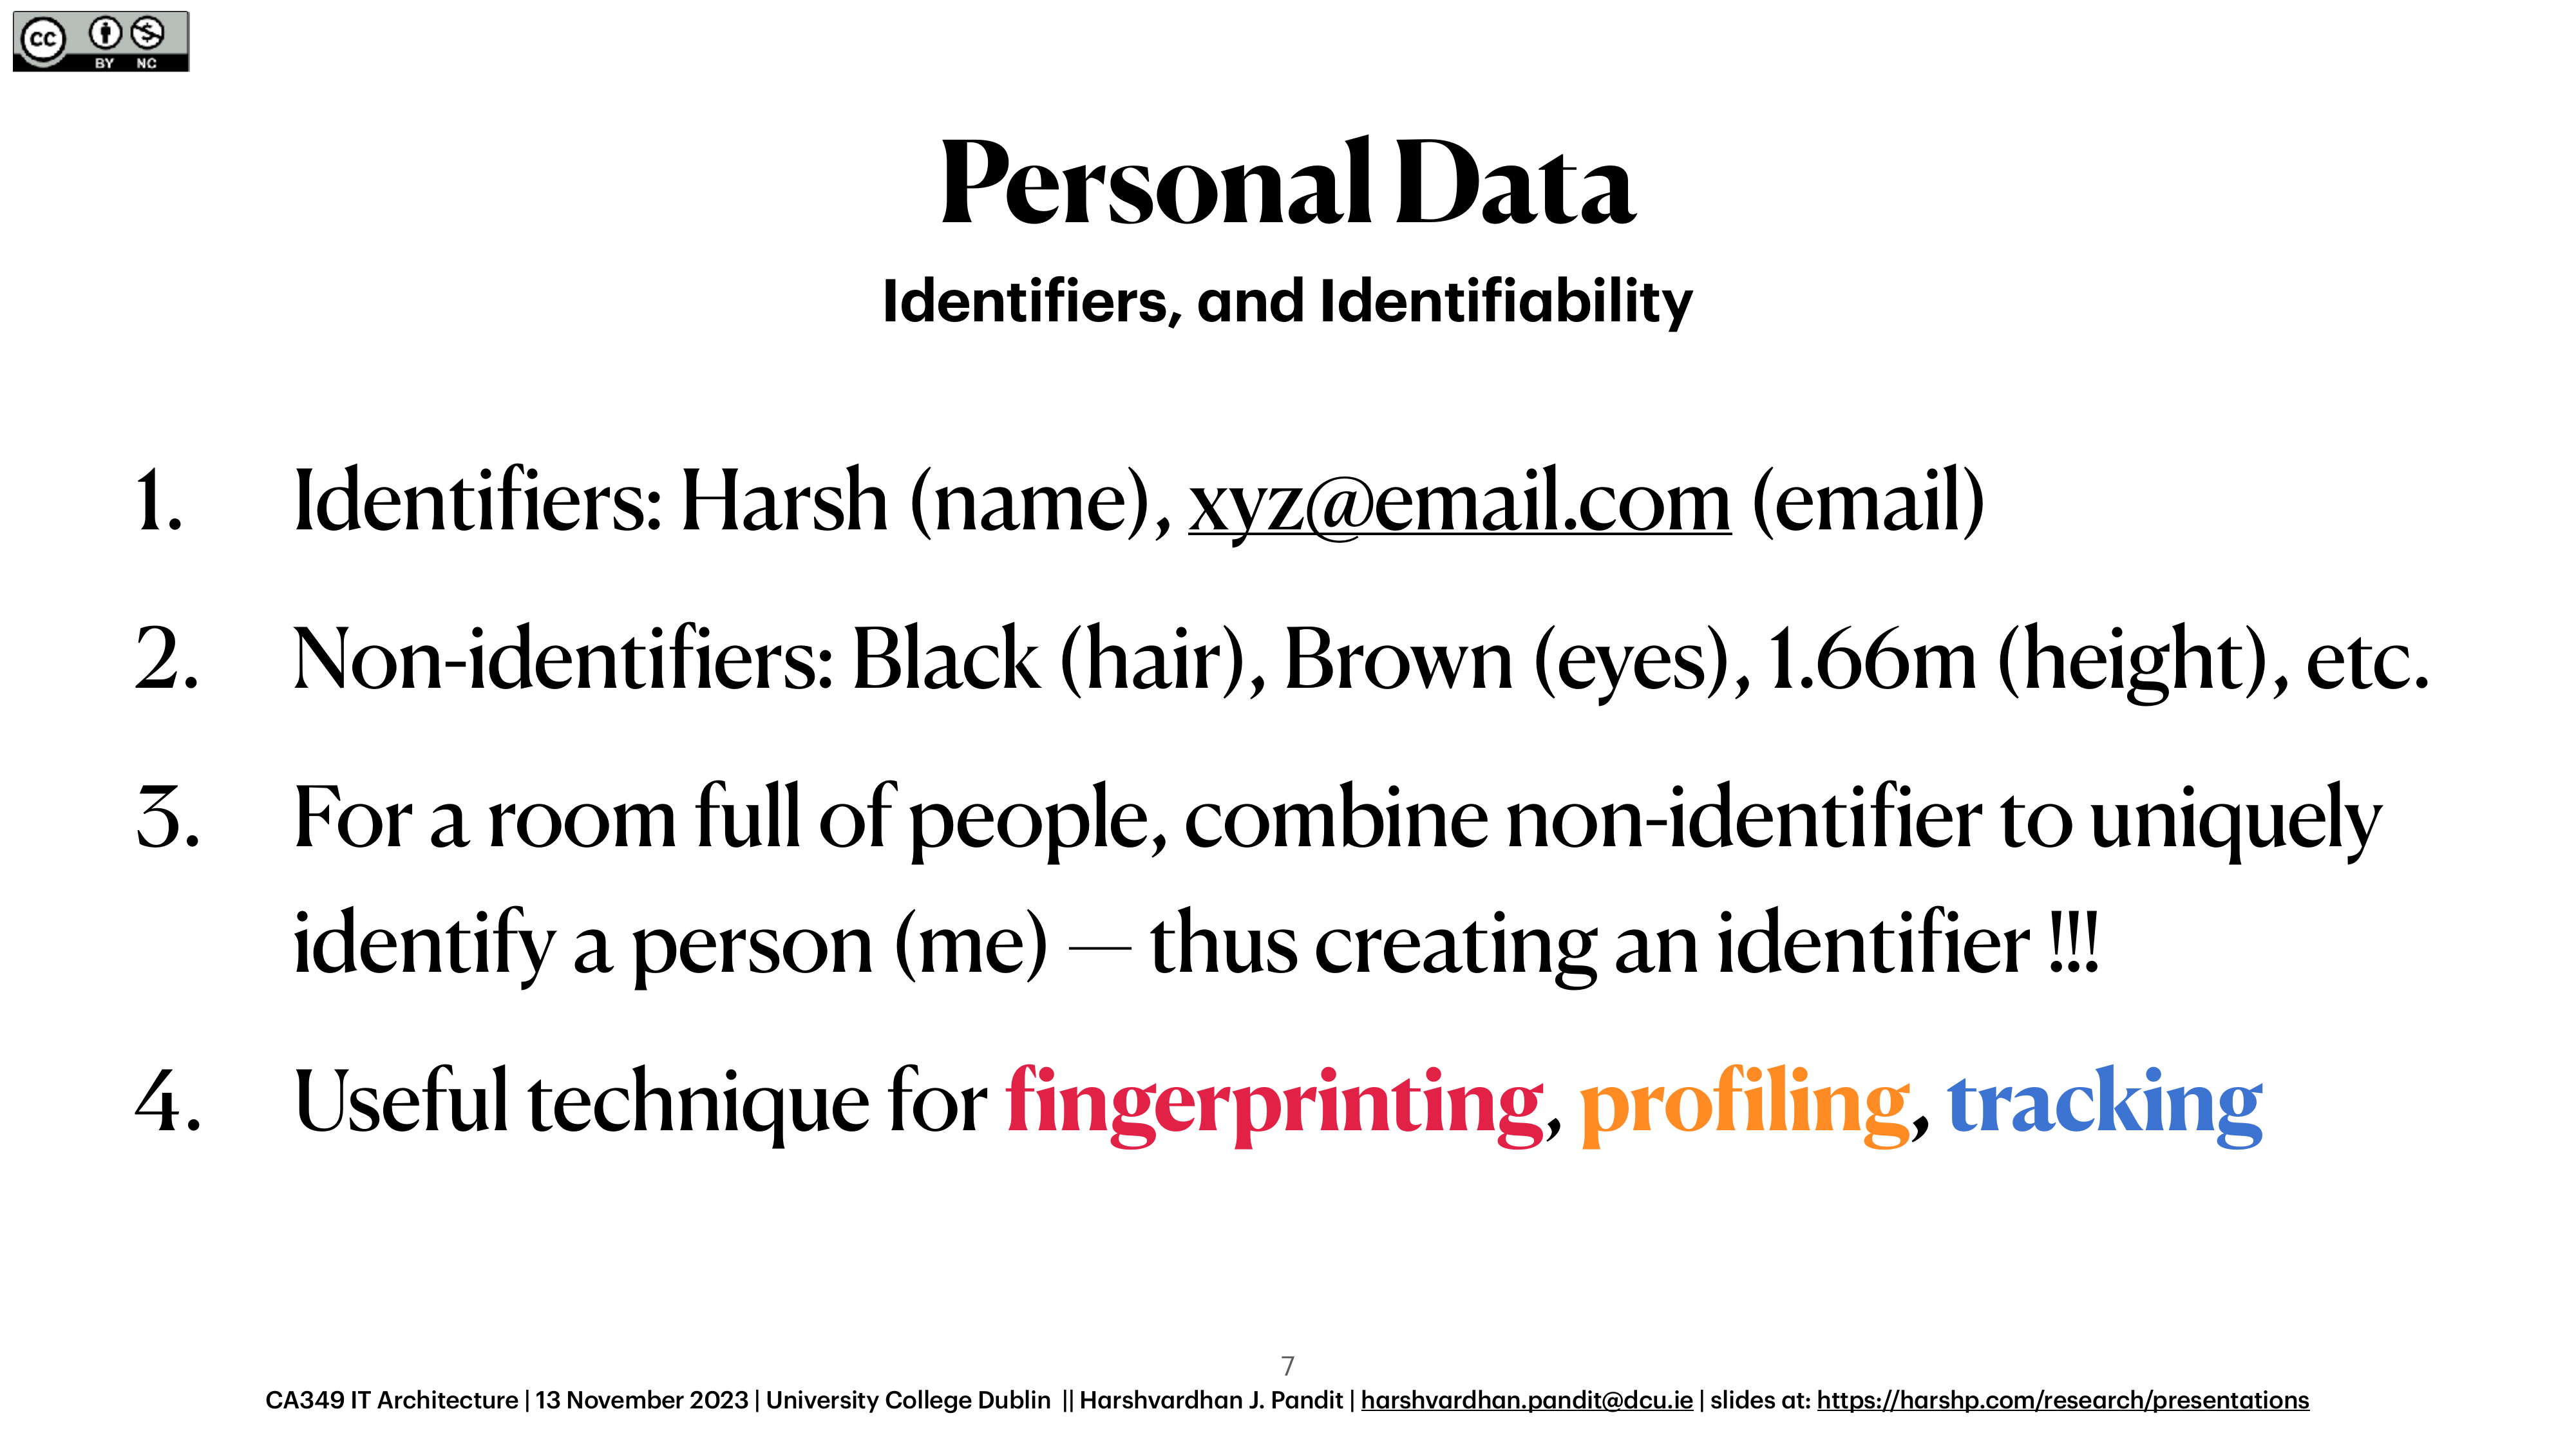 cc
BY NC
Personal Data
Identifiers, and Identifiability
1. Identifiers: Harsh (name), xyz@email.com (email)
2. Non-identifiers: Black (hair), Brown (eyes), 1.66m (height), etc.
3. For a room full of people, combine non-identifier to uniquely
identify a person (me) — thus creating an identifier !!!
4. Useful technique for fingerprinting, profiling, tracking
7
CA349 IT Architecture | 13 November 2023 | University College Dublin || Harshvardhan J. Pandit | harshvardhan.pandit@dcu.ie | slides at: https://harshp.com/research/presentations